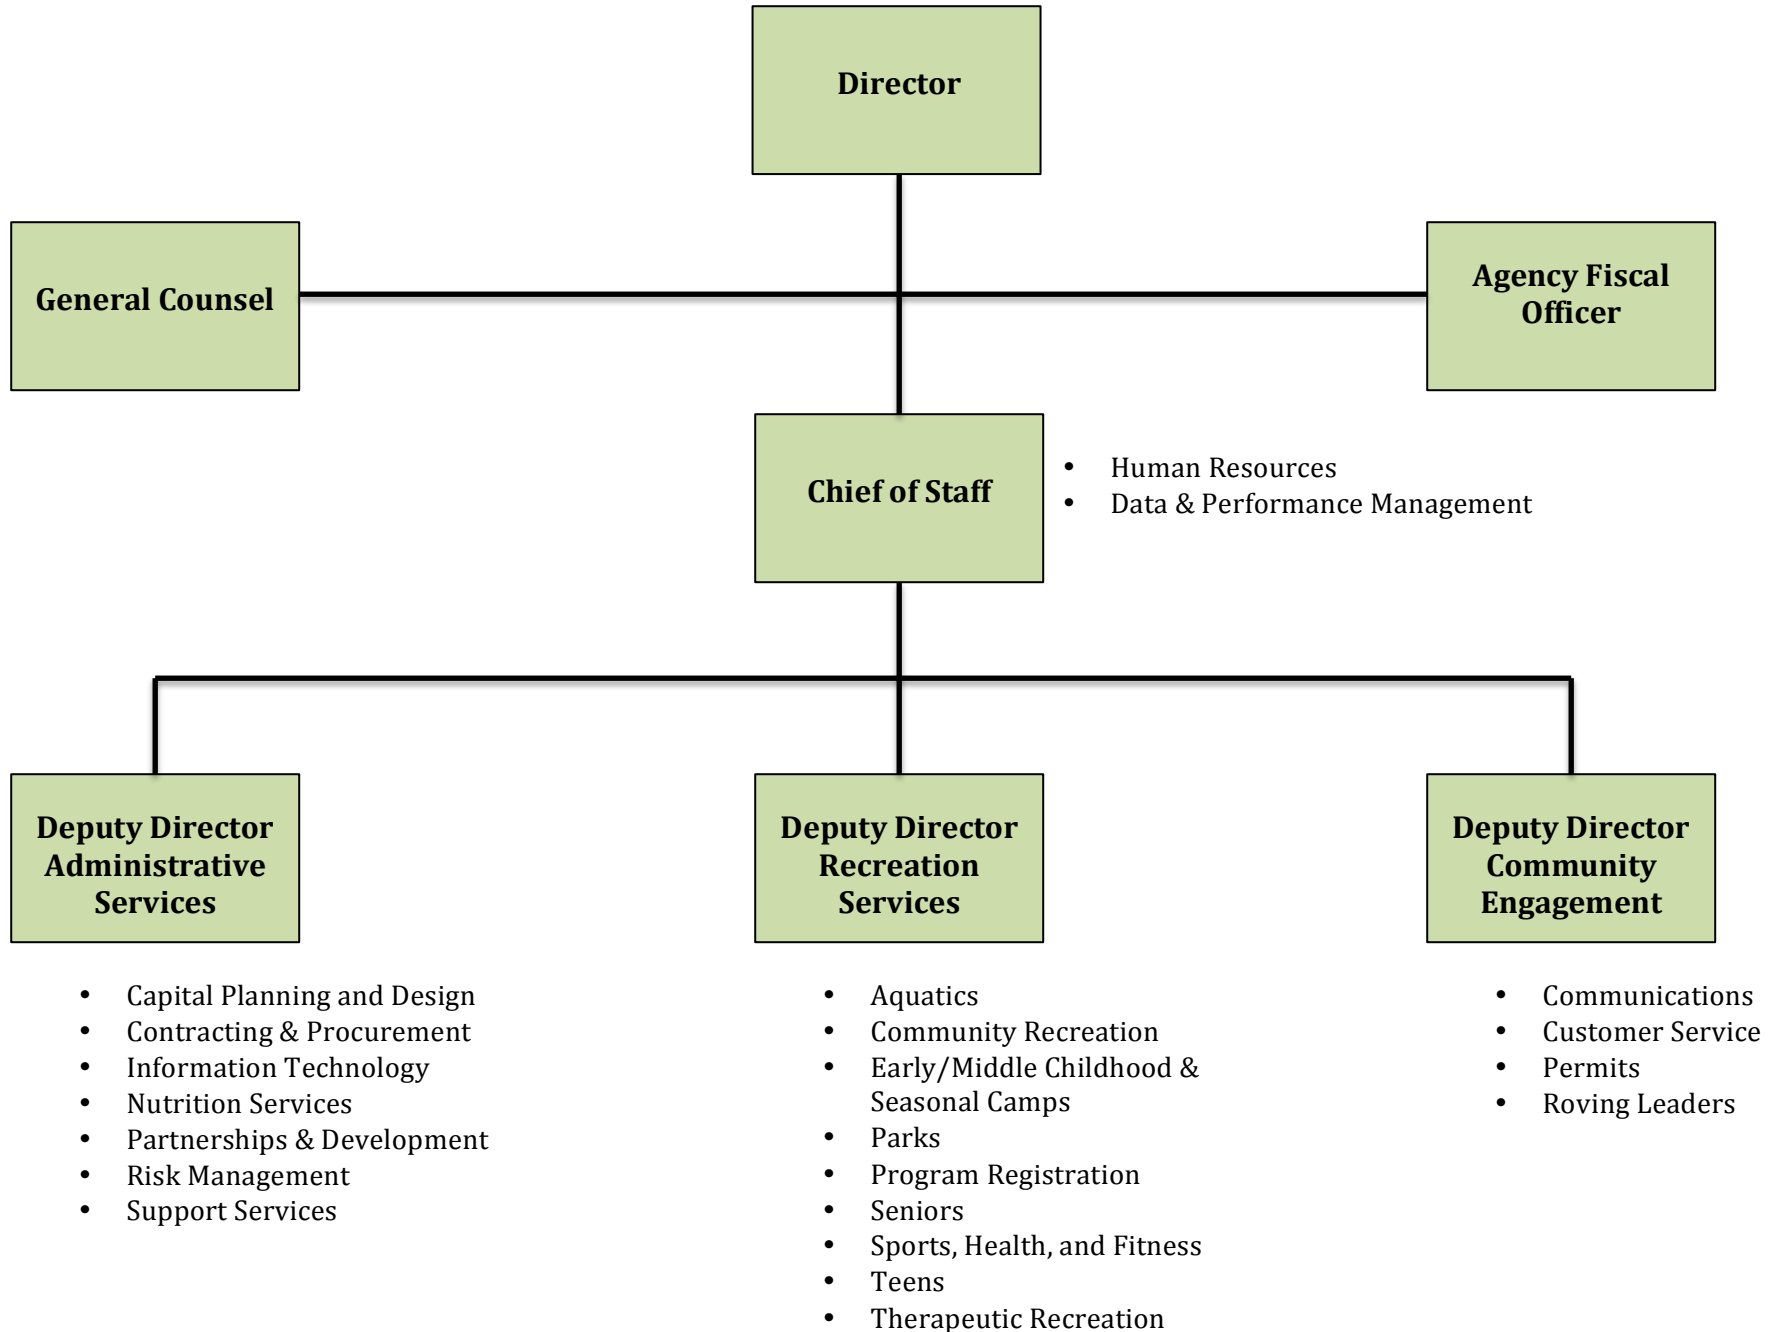 Director
General Counsel
Agency Fiscal
Officer
Chief of Staff
• Human Resources
• Data & Performance Management
Deputy Director
Administrative
Services
Deputy Director
Recreation
Services
Deputy Director
Community
Engagement
• Capital Planning and Design
• Contracting & Procurement
• Information Technology
• Nutrition Services
• Partnerships & Development
• Risk Management
• Support Services
• Aquatics
• Community Recreation
• Early/Middle Childhood &
Seasonal Camps
• Parks
• Program Registration
• Seniors
• Sports, Health, and Fitness
• Teens
• Therapeutic Recreation
• Communications
• Customer Service
• Permits
• Roving Leaders